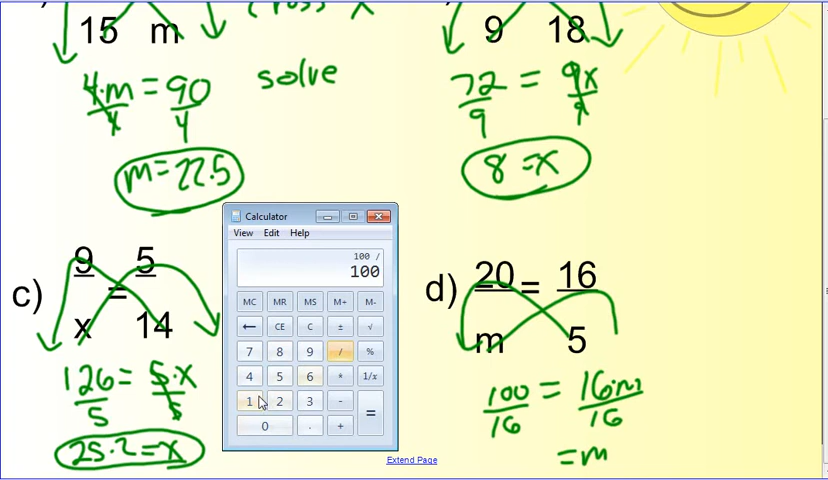 15 m
solve
4·m = 90
4 4
m = 22.5
9 18
72 = 9x
9 9
8 = x
c) 9 = 5
x 14
126 = 5·x
5 5
25.2 = x
Calculator
View Edit Help
100 /
100
MC MR MS M+ M-
← CE C ± √
7 8 9 / %
4 5 6 * 1/x
1 2 3 - =
0 . +
d) 20 = 16
m 5
100 = 16·m
16 16
= m
Extend Page